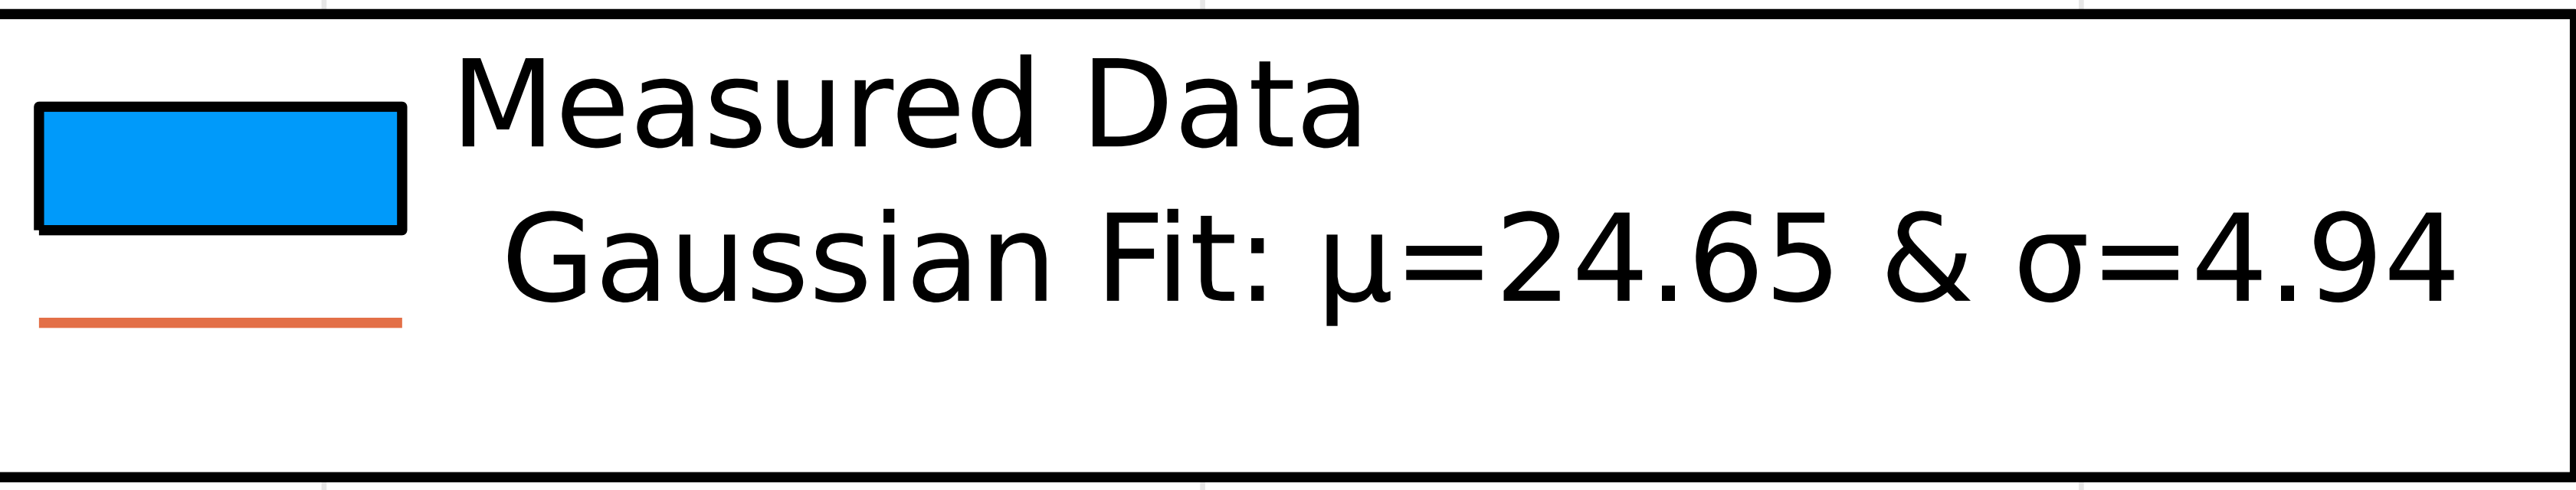 Measured Data
Gaussian Fit: μ=24.65 & σ=4.94